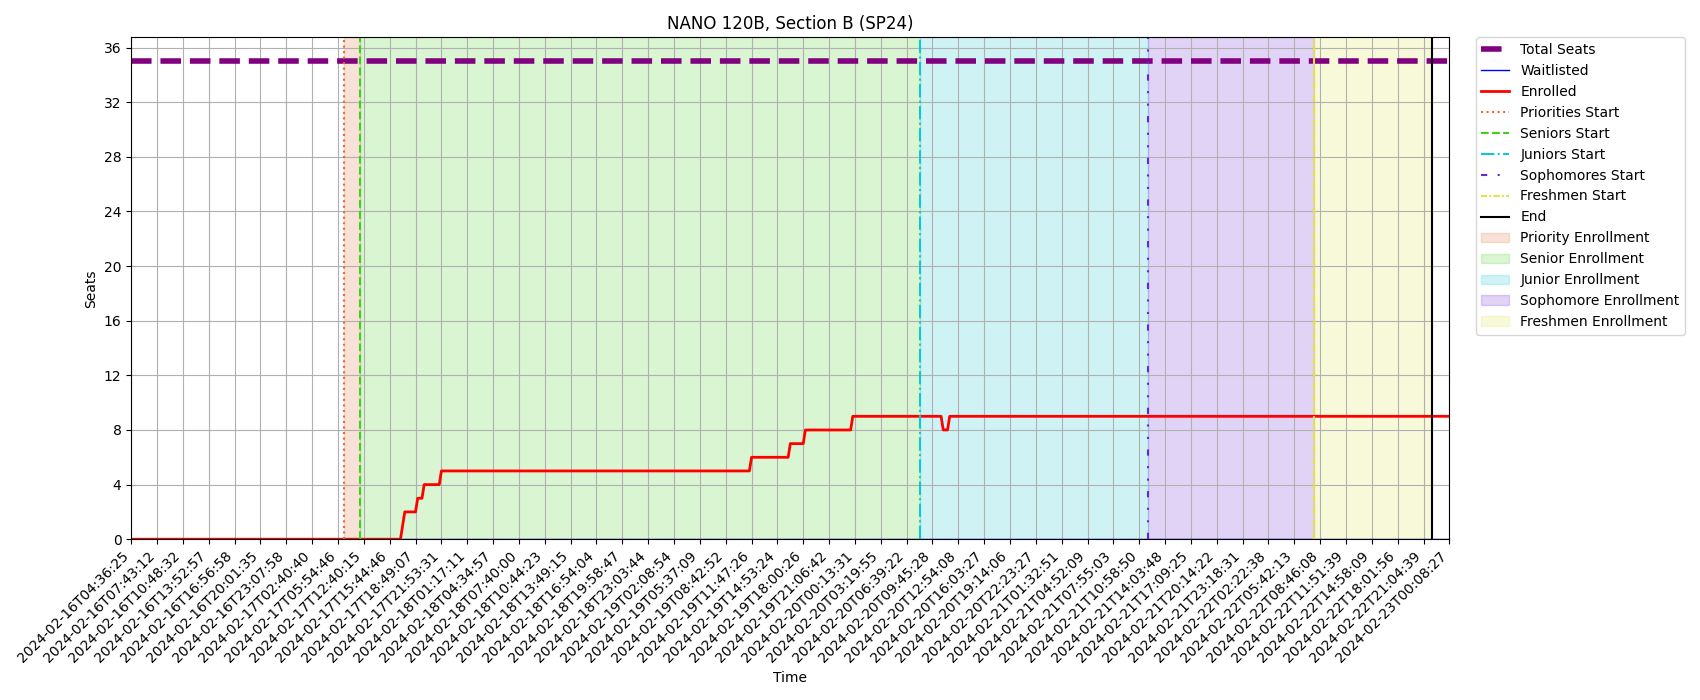 NANO 120B, Section B (SP24)
36
32
28
24
20
16
12
8
4
0
Seats
2024-02-16T04:36:25
2024-02-16T07:43:12
2024-02-16T10:48:32
2024-02-16T13:52:57
2024-02-16T16:56:58
2024-02-16T20:01:35
2024-02-16T23:07:58
2024-02-17T02:40:40
2024-02-17T05:54:46
2024-02-17T12:40:15
2024-02-17T15:44:46
2024-02-17T18:49:07
2024-02-17T21:53:31
2024-02-18T01:17:11
2024-02-18T04:34:57
2024-02-18T07:40:00
2024-02-18T10:44:23
2024-02-18T13:49:15
2024-02-18T16:54:04
2024-02-18T19:58:47
2024-02-18T23:03:44
2024-02-19T02:08:54
2024-02-19T05:37:09
2024-02-19T08:42:52
2024-02-19T11:47:26
2024-02-19T14:53:24
2024-02-19T18:00:26
2024-02-19T21:06:42
2024-02-20T00:13:31
2024-02-20T03:19:55
2024-02-20T06:39:22
2024-02-20T09:45:28
2024-02-20T12:54:08
2024-02-20T16:03:27
2024-02-20T19:14:06
2024-02-20T22:23:27
2024-02-21T01:32:51
2024-02-21T04:52:09
2024-02-21T07:55:03
2024-02-21T10:58:50
2024-02-21T14:03:48
2024-02-21T17:09:25
2024-02-21T20:14:22
2024-02-21T23:18:31
2024-02-22T02:22:38
2024-02-22T05:42:13
2024-02-22T08:46:08
2024-02-22T11:51:39
2024-02-22T14:58:09
2024-02-22T18:01:56
2024-02-22T21:04:39
2024-02-23T00:08:27
Time
Total Seats
Waitlisted
Enrolled
Priorities Start
Seniors Start
Juniors Start
Sophomores Start
Freshmen Start
End
Priority Enrollment
Senior Enrollment
Junior Enrollment
Sophomore Enrollment
Freshmen Enrollment